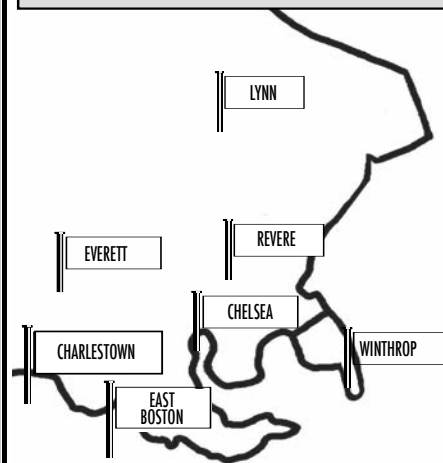 LYNN
REVERE
EVERETT
CHELSEA
CHARLESTOWN
WINTHROP
EAST
BOSTON